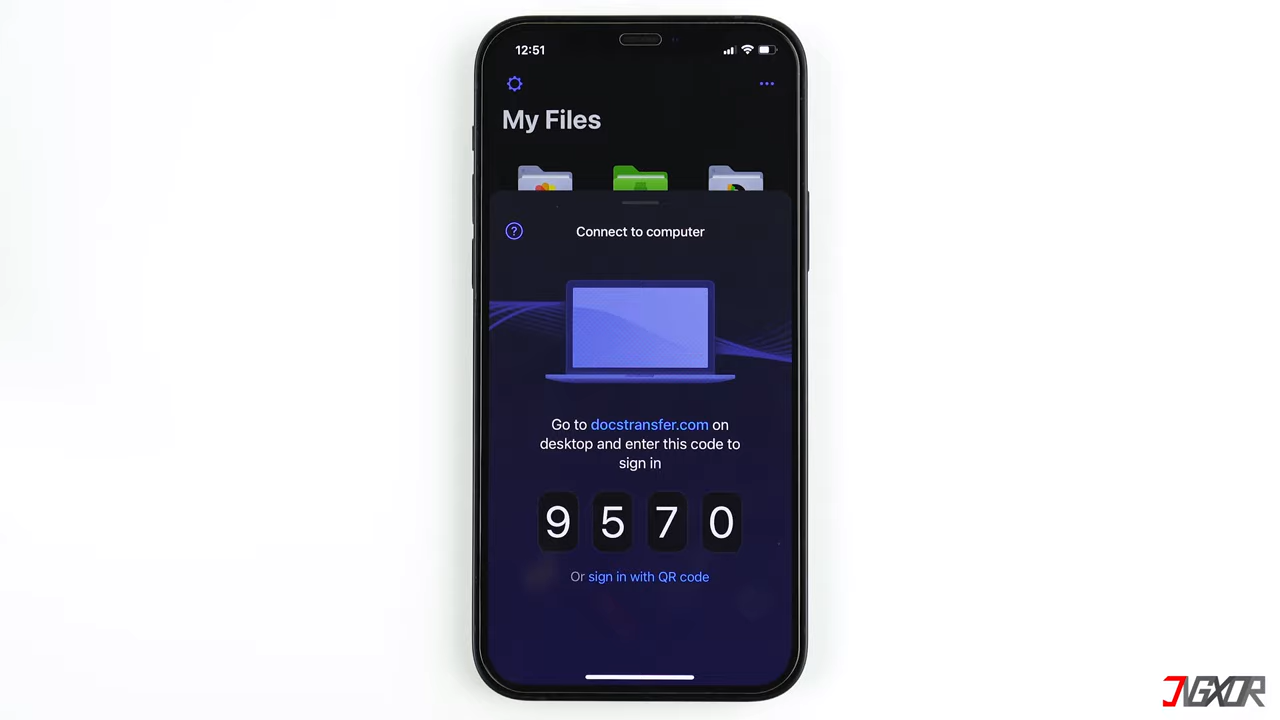 12:51
My Files
?
Connect to computer
Go to docstransfer.com on
desktop and enter this code to
sign in
9 5 7 0
Or sign in with QR code
JNGXOR